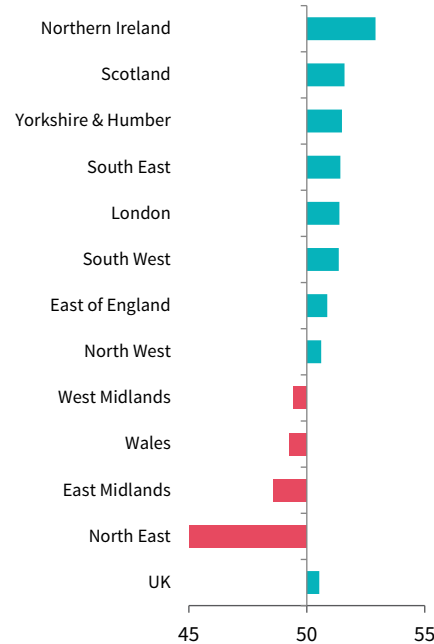 Northern Ireland
Scotland
Yorkshire & Humber
South East
London
South West
East of England
North West
West Midlands
Wales
East Midlands
North East
UK
45 50 55